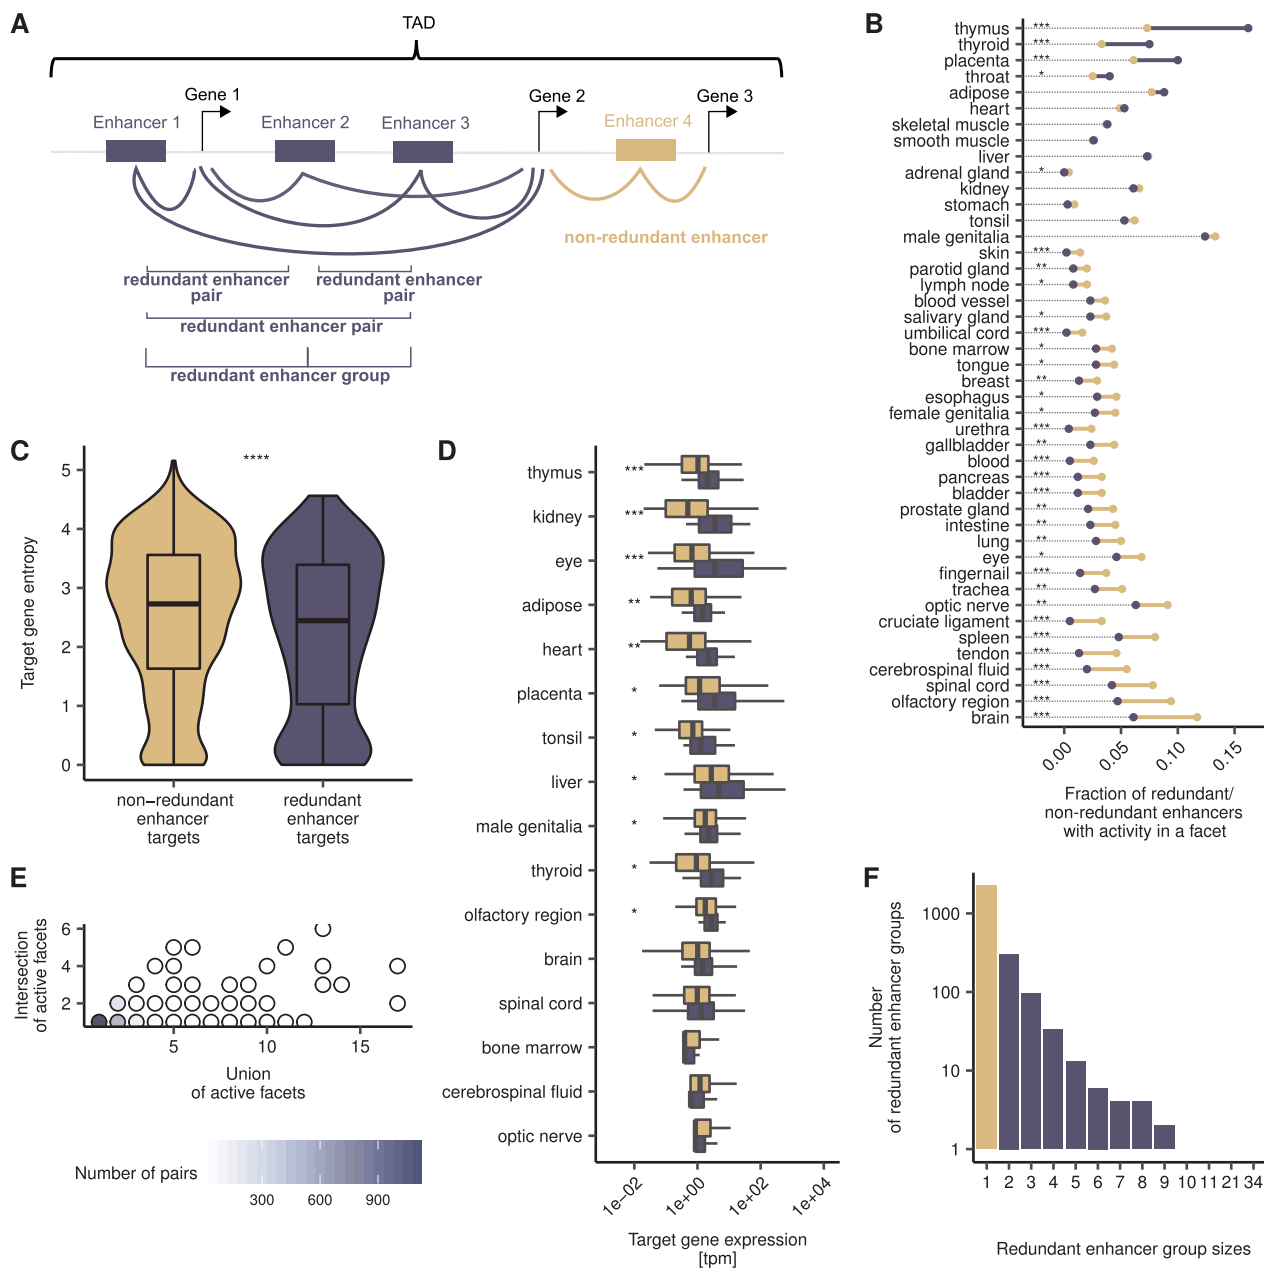 A
TAD
Gene 1
Gene 2
Gene 3
Enhancer 1
Enhancer 2
Enhancer 3
Enhancer 4
non-redundant enhancer
redundant enhancer
pair
redundant enhancer
pair
redundant enhancer pair
redundant enhancer group
B
thymus ***
thyroid ***
placenta ***
throat *
adipose
heart
skeletal muscle
smooth muscle
liver
adrenal gland *
kidney
stomach
tonsil
male genitalia
skin ***
parotid gland **
lymph node *
blood vessel
salivary gland *
umbilical cord ***
bone marrow *
tongue *
breast **
esophagus *
female genitalia *
urethra ***
gallbladder **
blood ***
pancreas ***
bladder ***
prostate gland **
intestine **
lung **
eye *
fingernail ***
trachea **
optic nerve **
cruciate ligament ***
spleen ***
tendon ***
cerebrospinal fluid ***
spinal cord ***
olfactory region ***
brain ***
0.00 0.05 0.10 0.15
Fraction of redundant/
non-redundant enhancers
with activity in a facet
C
****
Target gene entropy
5
4
3
2
1
0
non−redundant
enhancer
targets
redundant
enhancer
targets
D
thymus ***
kidney ***
eye ***
adipose **
heart **
placenta *
tonsil *
liver *
male genitalia *
thyroid *
olfactory region *
brain
spinal cord
bone marrow
cerebrospinal fluid
optic nerve
1e−02 1e+00 1e+02 1e+04
Target gene expression
[tpm]
E
Intersection
of active facets
6
4
2
5 10 15
Union
of active facets
Number of pairs
300 600 900
F
Number
of redundant enhancer groups
1000
100
10
1
1 2 3 4 5 6 7 8 9 10 11 21 34
Redundant enhancer group sizes